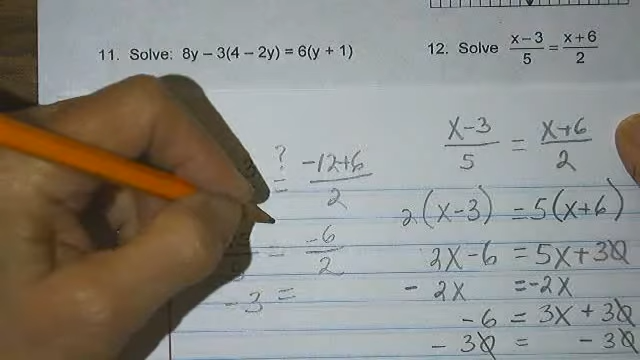 11. Solve: 8y − 3(4 − 2y) = 6(y + 1)
12. Solve (x − 3)/5 = (x + 6)/2
(x-3)/5 = (x+6)/2
2(x-3) = 5(x+6)
2x-6 = 5x+30
- 2x = -2x
-6 = 3x + 30
- 30 = - 30
? = (-12+6)/2
= -6/2
-3 =